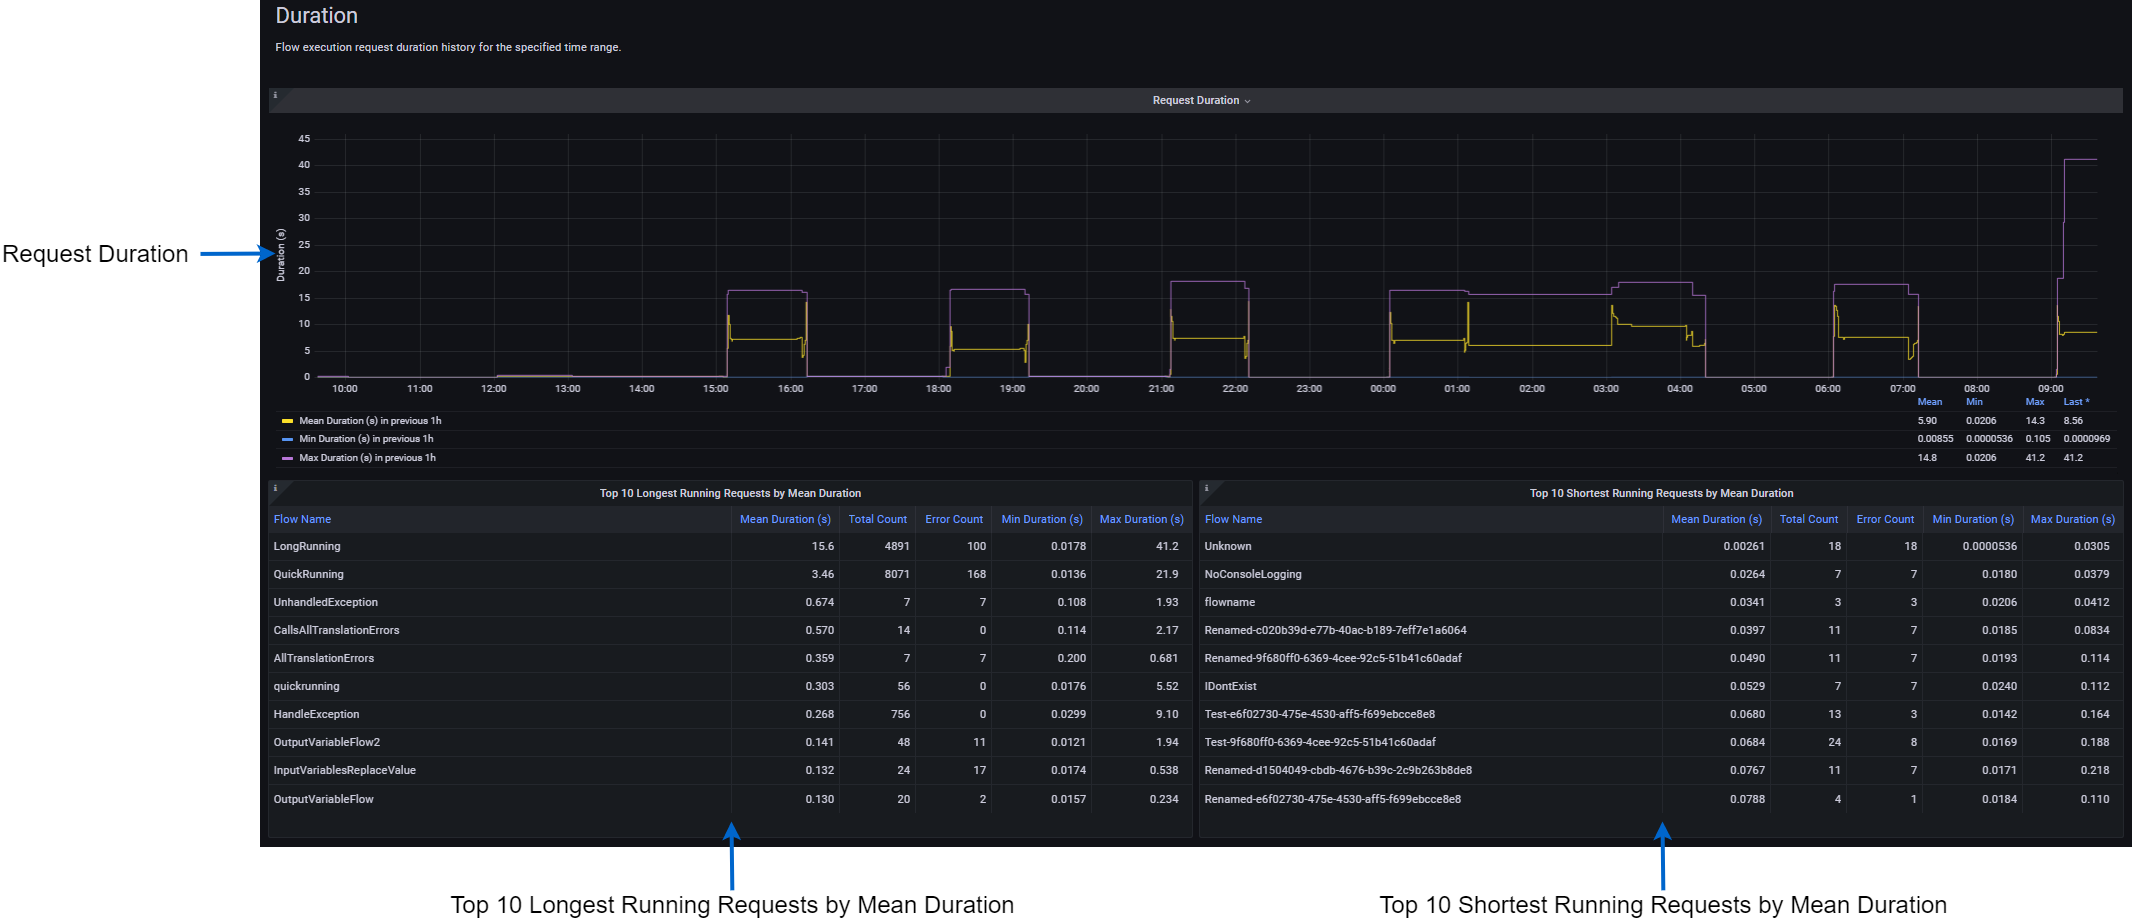 Duration
Flow execution request duration history for the specified time range.
i
Request Duration
45
40
35
30
25
20
15
10
5
0
Duration (s)
Request Duration
10:00 11:00 12:00 13:00 14:00 15:00 16:00 17:00 18:00 19:00 20:00 21:00 22:00 23:00 00:00 01:00 02:00 03:00 04:00 05:00 06:00 07:00 08:00 09:00
Mean Min Max Last *
Mean Duration (s) in previous 1h 5.90 0.0206 14.3 8.56
Min Duration (s) in previous 1h 0.00855 0.0000536 0.105 0.0000969
Max Duration (s) in previous 1h 14.8 0.0206 41.2 41.2
i
Top 10 Longest Running Requests by Mean Duration
Flow Name Mean Duration (s) Total Count Error Count Min Duration (s) Max Duration (s)
LongRunning 15.6 4891 100 0.0178 41.2
QuickRunning 3.46 8071 168 0.0136 21.9
UnhandledException 0.674 7 7 0.108 1.93
CallsAllTranslationErrors 0.570 14 0 0.114 2.17
AllTranslationErrors 0.359 7 7 0.200 0.681
quickrunning 0.303 56 0 0.0176 5.52
HandleException 0.268 756 0 0.0299 9.10
OutputVariableFlow2 0.141 48 11 0.0121 1.94
InputVariablesReplaceValue 0.132 24 17 0.0174 0.538
OutputVariableFlow 0.130 20 2 0.0157 0.234
i
Top 10 Shortest Running Requests by Mean Duration
Flow Name Mean Duration (s) Total Count Error Count Min Duration (s) Max Duration (s)
Unknown 0.00261 18 18 0.0000536 0.0305
NoConsoleLogging 0.0264 7 7 0.0180 0.0379
flowname 0.0341 3 3 0.0206 0.0412
Renamed-c020b39d-e77b-40ac-b189-7eff7e1a6064 0.0397 11 7 0.0185 0.0834
Renamed-9f680ff0-6369-4cee-92c5-51b41c60adaf 0.0490 11 7 0.0193 0.114
IDontExist 0.0529 7 7 0.0240 0.112
Test-e6f02730-475e-4530-aff5-f699ebcce8e8 0.0680 13 3 0.0142 0.164
Test-9f680ff0-6369-4cee-92c5-51b41c60adaf 0.0684 24 8 0.0169 0.188
Renamed-d1504049-cbdb-4676-b39c-2c9b263b8de8 0.0767 11 7 0.0171 0.218
Renamed-e6f02730-475e-4530-aff5-f699ebcce8e8 0.0788 4 1 0.0184 0.110
Top 10 Longest Running Requests by Mean Duration
Top 10 Shortest Running Requests by Mean Duration